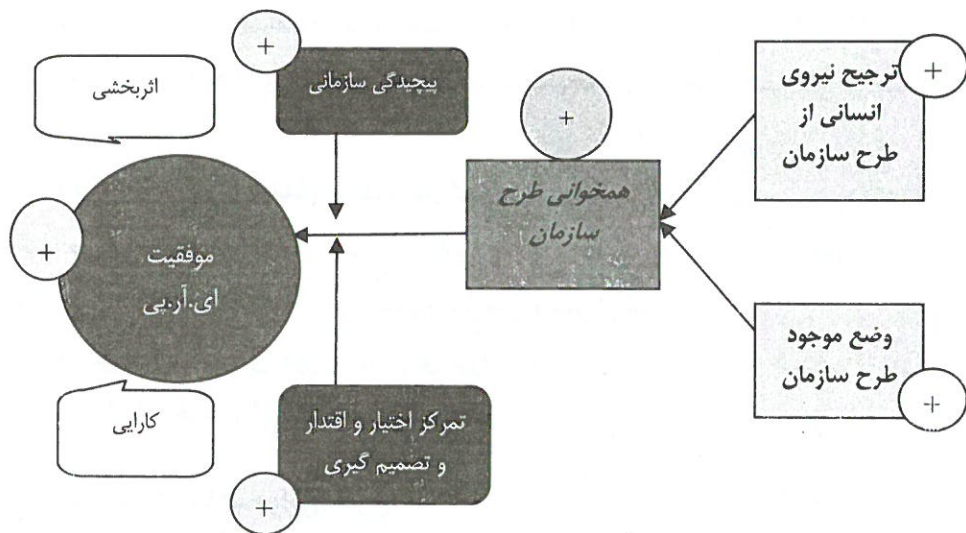 ترجیح نیروی
انسانی از
طرح سازمان
+
وضع موجود
طرح سازمان
+
همخوانی طرح
سازمان
+
پیچیدگی سازمانی
+
تمرکز اختیار و اقتدار
و تصمیم گیری
+
اثربخشی
موفقیت
ای.آر.پی
+
کارایی